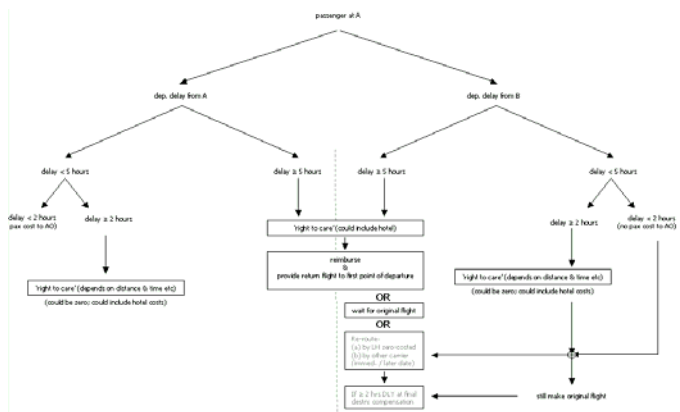 passenger at A
dep. delay from A
dep. delay from B
delay < 5 hours
delay ≥ 5 hours
delay ≥ 5 hours
delay < 5 hours
delay < 2 hours
pax cost to AO)
delay ≥ 2 hours
delay ≥ 2 hours
delay < 2 hours
(no pax cost to AO)
'right to care' (could include hotel)
reimburse
&
provide return flight to first point of departure
'right to care' (depends on distance & time etc)
(could be zero; could include hotel costs)
'right to care' (depends on distance & time etc)
(could be zero; could include hotel costs)
OR
wait for original flight
OR
Re-route:
(a) by LH zero-costed
(b) by other carrier
(immed. / later date)
If ≥ 2 hrs DLY at final
destn: compensation
still make original flight